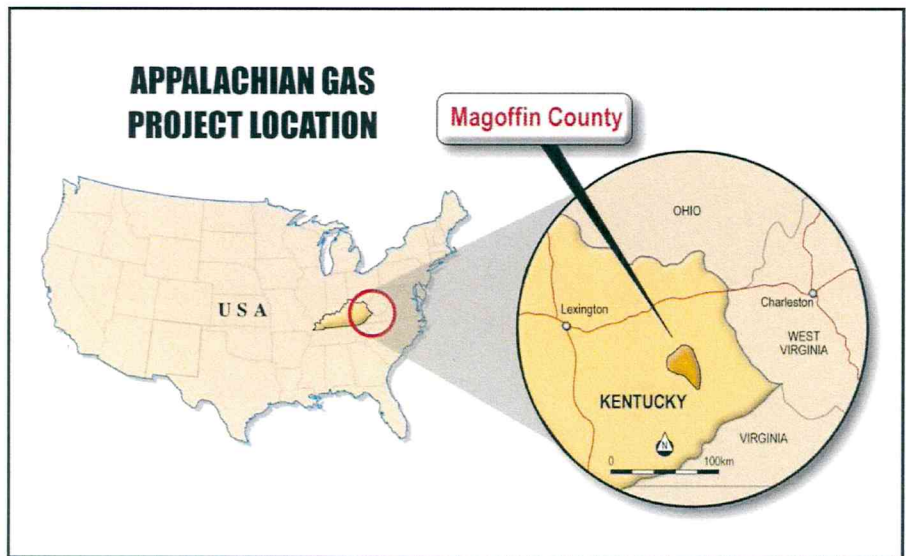 APPALACHIAN GAS
PROJECT LOCATION
Magoffin County
USA
OHIO
Lexington
Charleston
WEST
VIRGINIA
KENTUCKY
VIRGINIA
N
0 100km